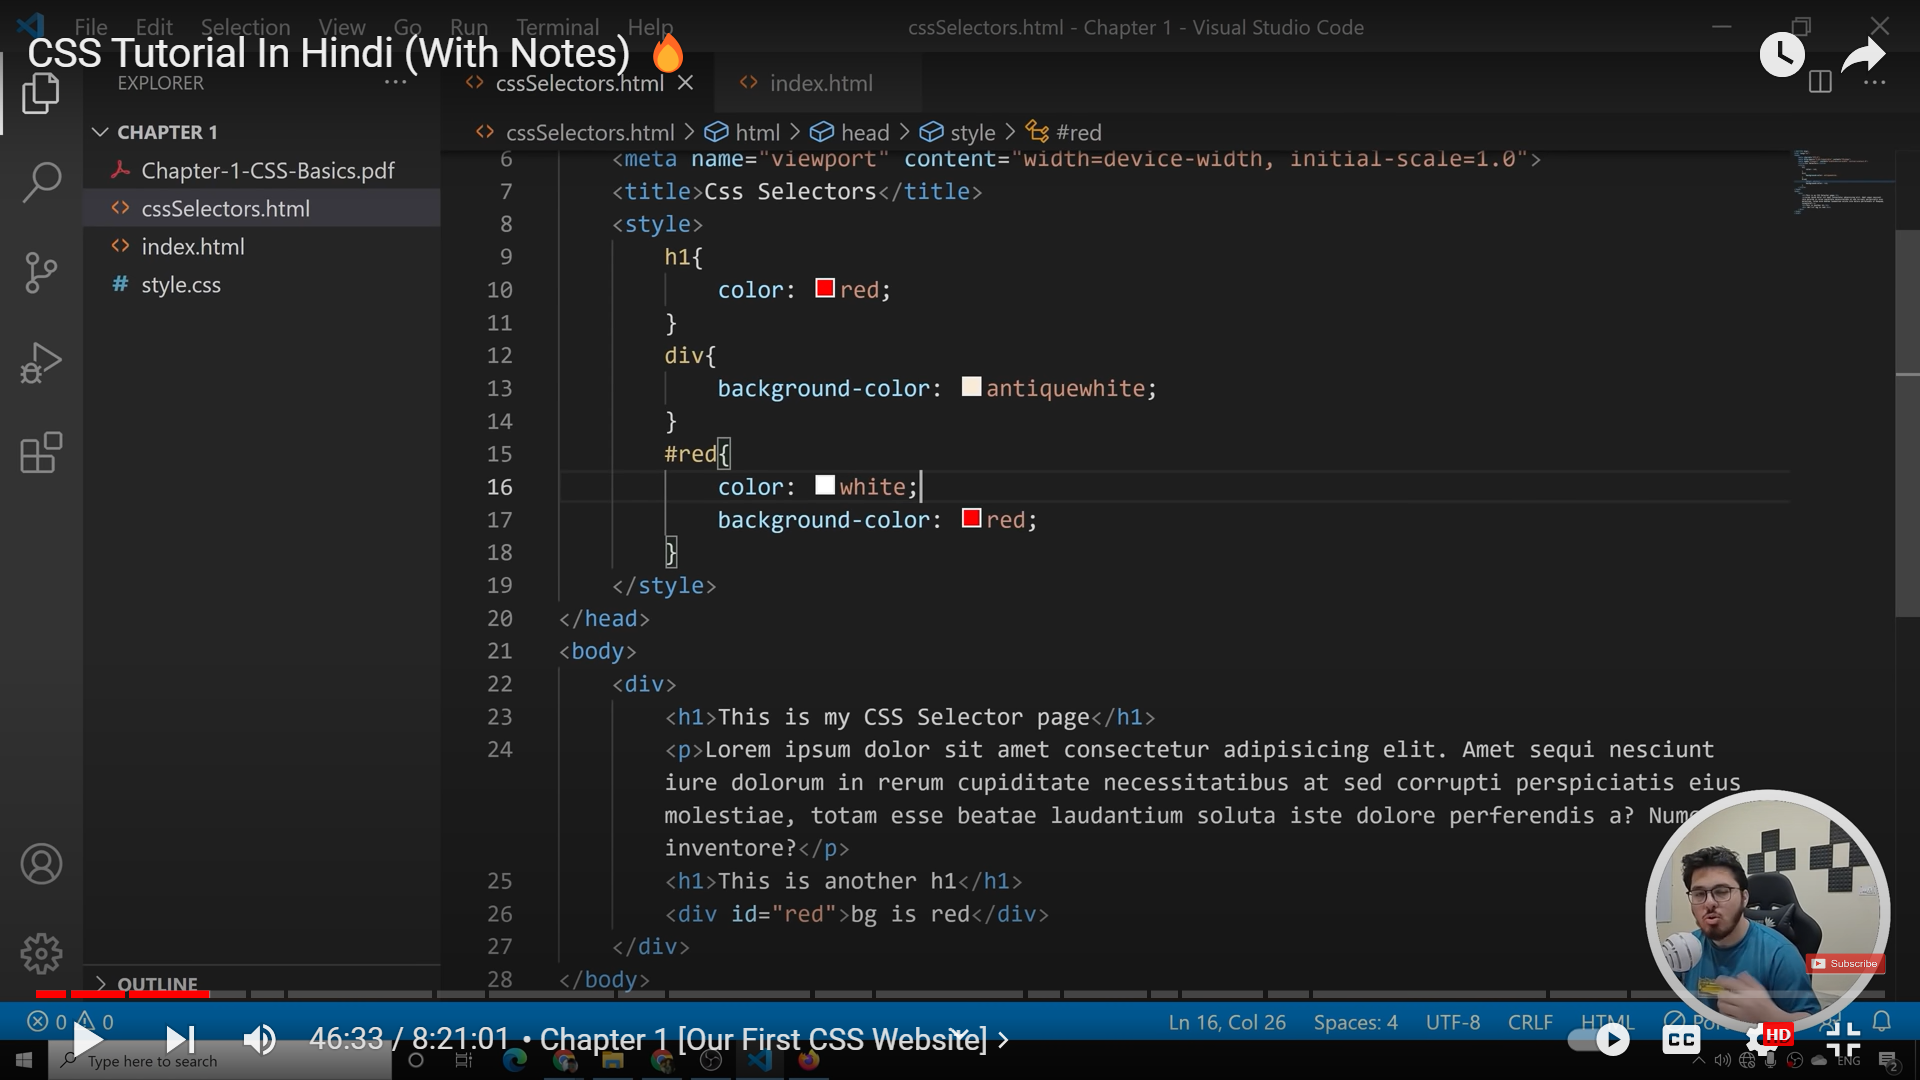 File Edit Selection View Go Run Terminal Help
cssSelectors.html - Chapter 1 - Visual Studio Code
CSS Tutorial In Hindi (With Notes) 🔥
EXPLORER
cssSelectors.html
index.html
CHAPTER 1
cssSelectors.html > html > head > style > #red
Chapter-1-CSS-Basics.pdf
cssSelectors.html
index.html
# style.css
6 <meta name="viewport" content="width=device-width, initial-scale=1.0">
7 <title>Css Selectors</title>
8 <style>
9 h1{
10 color: red;
11 }
12 div{
13 background-color: antiquewhite;
14 }
15 #red{
16 color: white;
17 background-color: red;
18 }
19 </style>
20 </head>
21 <body>
22 <div>
23 <h1>This is my CSS Selector page</h1>
24 <p>Lorem ipsum dolor sit amet consectetur adipisicing elit. Amet sequi nesciunt
iure dolorum in rerum cupiditate necessitatibus at sed corrupti perspiciatis eius
molestiae, totam esse beatae laudantium soluta iste dolore perferendis a?
inventore?</p>
25 <h1>This is another h1</h1>
26 <div id="red">bg is red</div>
27 </div>
28 </body>
OUTLINE
Subscribe
0 0
Ln 16, Col 26 Spaces: 4 UTF-8 CRLF HTML
46:33 / 8:21:01 • Chapter 1 [Our First CSS Website] >
CC HD
Type here to search
ENG
2